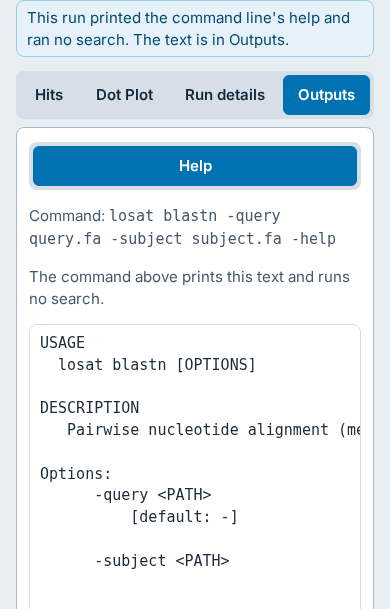 This run printed the command line's help and
ran no search. The text is in Outputs.
Hits Dot Plot Run details Outputs
Help
Command: losat blastn -query
query.fa -subject subject.fa -help
The command above prints this text and runs
no search.
USAGE
losat blastn [OPTIONS]
DESCRIPTION
Pairwise nucleotide alignment (me
Options:
-query <PATH>
[default: -]
-subject <PATH>